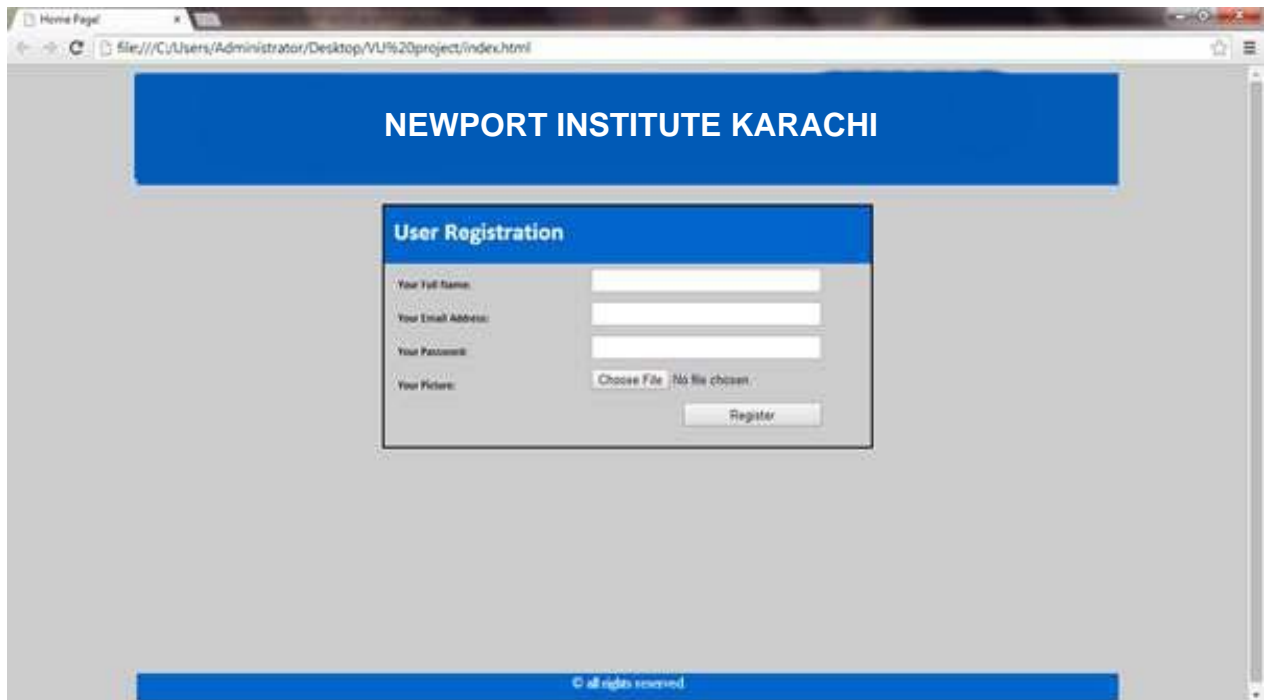 Home Page!
file:///C:/Users/Administrator/Desktop/VU%20project/index.html
NEWPORT INSTITUTE KARACHI
User Registration
Your Full Name:
Your Email Address:
Your Password:
Your Picture:
Choose File No file chosen
Register
© all rights reserved